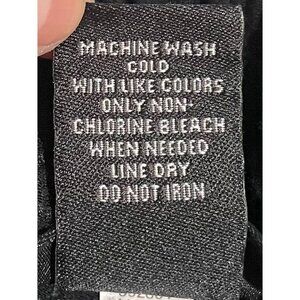 MACHINE WASH
COLD
WITH LIKE COLORS
ONLY NON-
CHLORINE BLEACH
WHEN NEEDED
LINE DRY
DO NOT IRON